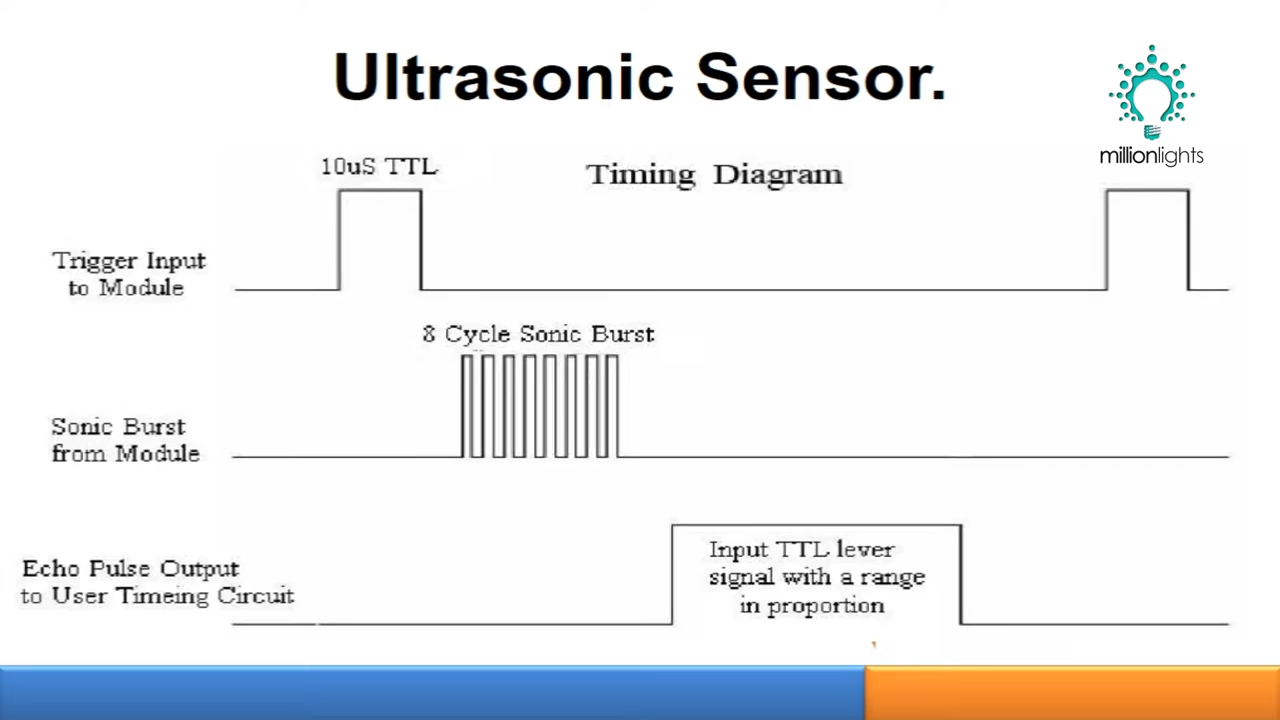 Ultrasonic Sensor.
millionlights
10uS TTL
Timing Diagram
Trigger Input
to Module
8 Cycle Sonic Burst
Sonic Burst
from Module
Echo Pulse Output
to User Timeing Circuit
Input TTL lever
signal with a range
in proportion